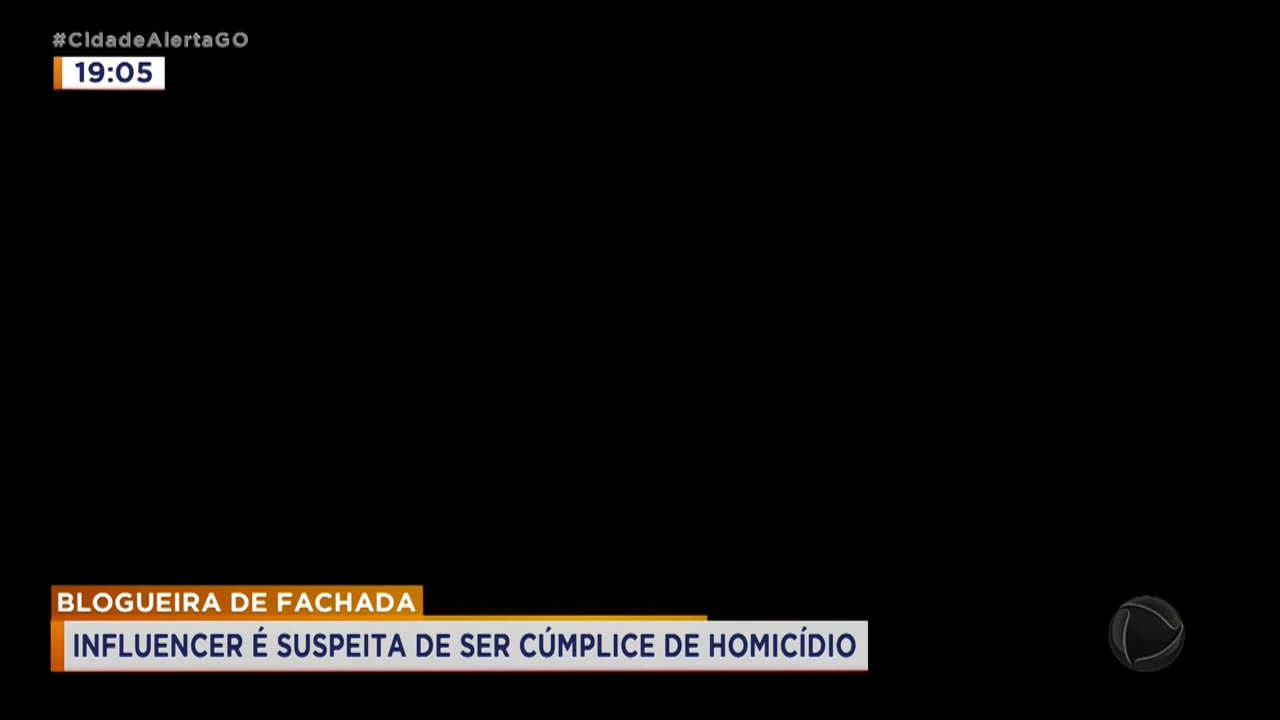 #CidadeAlertaGO
19:05
BLOGUEIRA DE FACHADA
INFLUENCER É SUSPEITA DE SER CÚMPLICE DE HOMICÍDIO